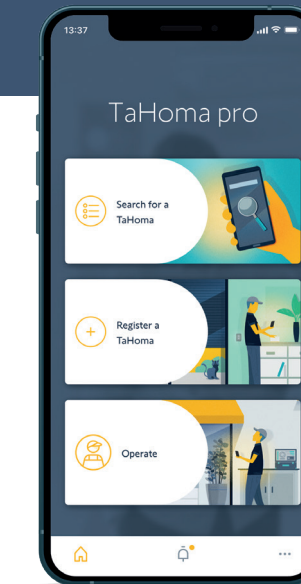 13:37
TaHoma pro
Search for a
TaHoma
Register a
TaHoma
Operate